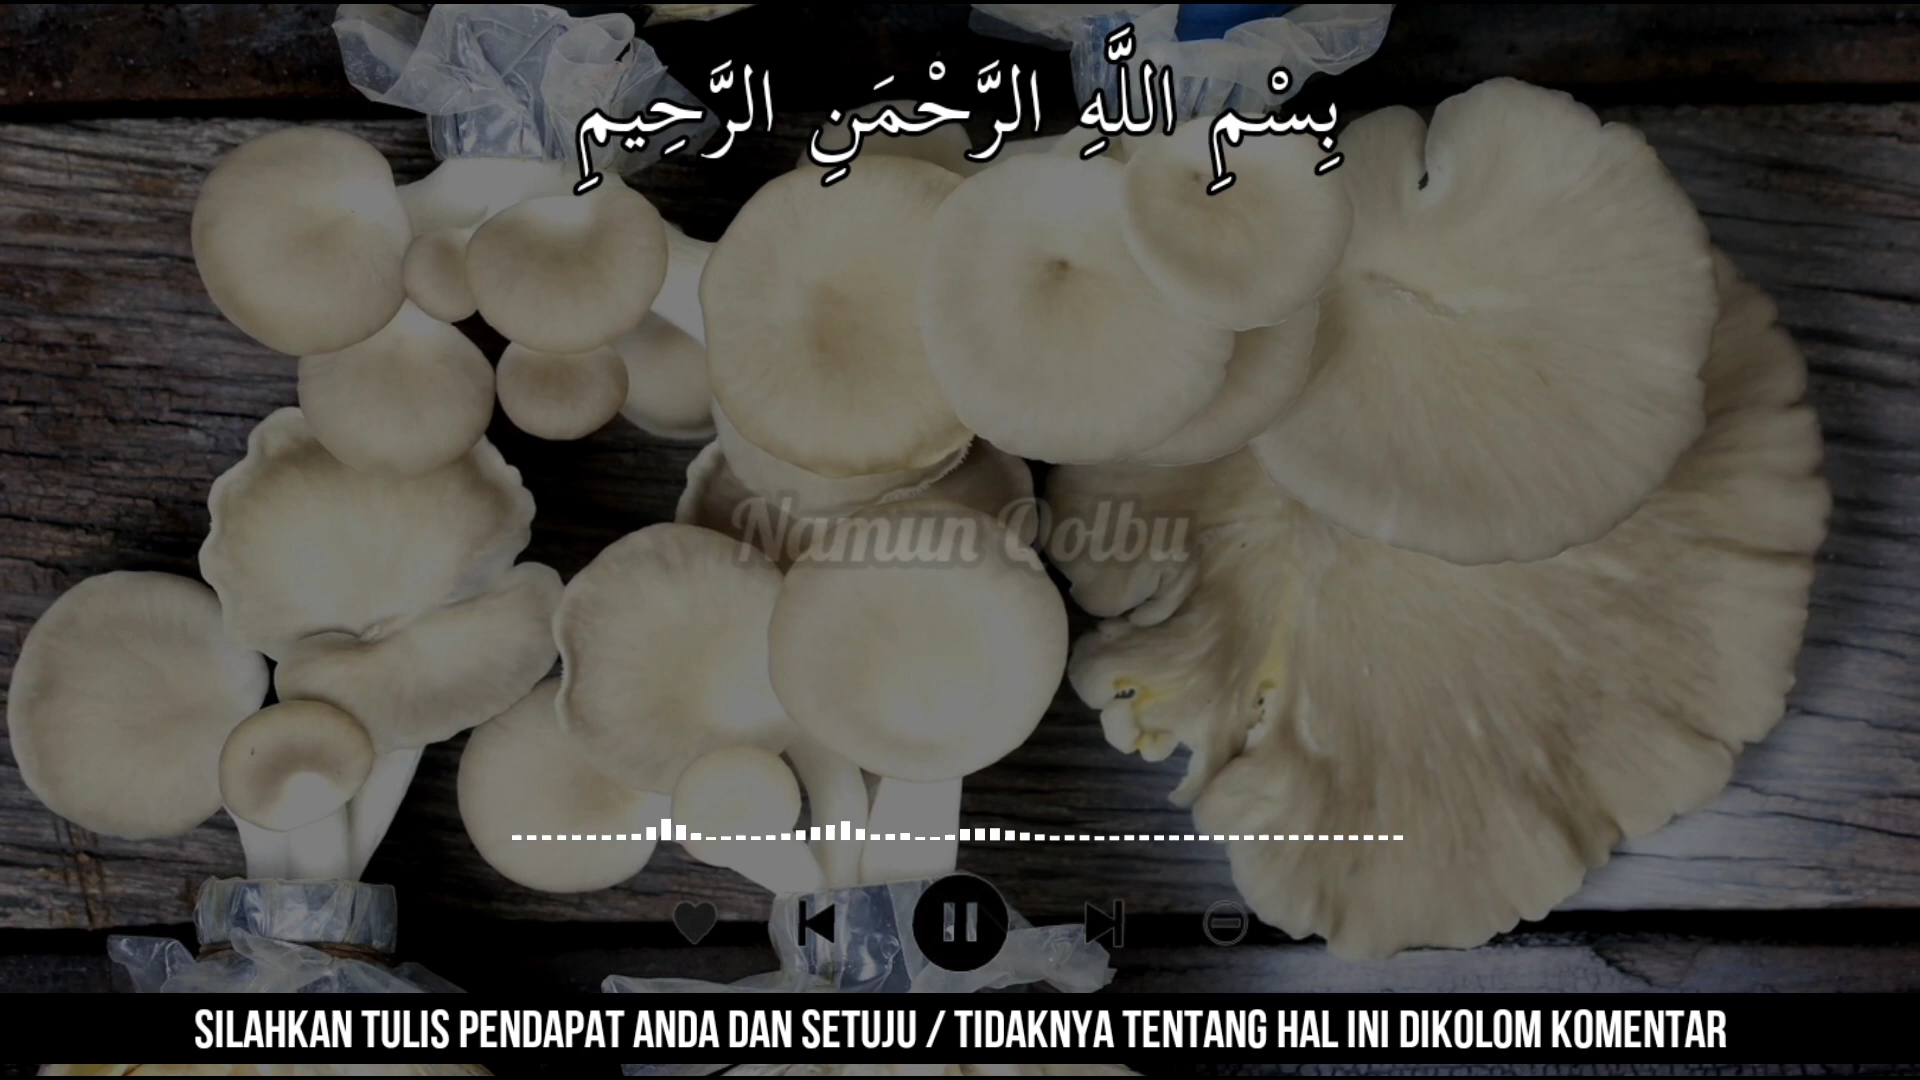 بِسْمِ اللَّهِ الرَّحْمَنِ الرَّحِيمِ
Namun Qolbu
SILAHKAN TULIS PENDAPAT ANDA DAN SETUJU / TIDAKNYA TENTANG HAL INI DIKOLOM KOMENTAR